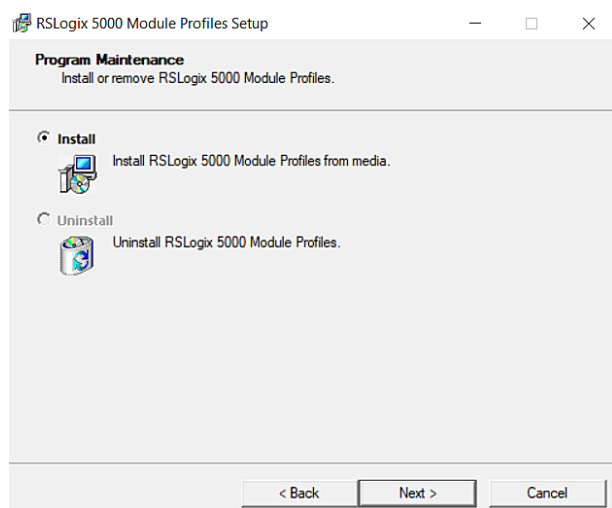 RSLogix 5000 Module Profiles Setup
Program Maintenance
Install or remove RSLogix 5000 Module Profiles.
Install
Install RSLogix 5000 Module Profiles from media.
Uninstall
Uninstall RSLogix 5000 Module Profiles.
< Back Next > Cancel